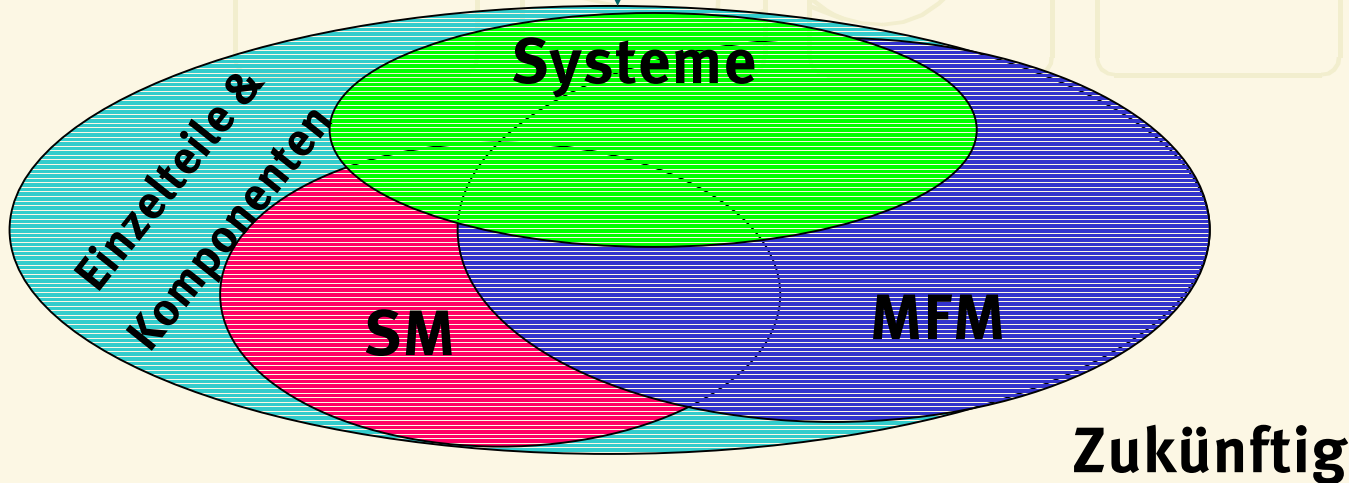 Systeme
Einzelteile &
Komponenten
SM
MFM
Zukünftig